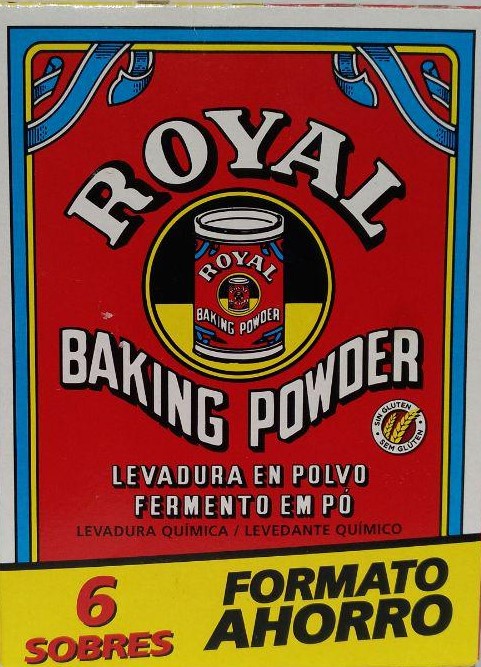 ROYAL
ROYAL
BAKING POWDER
BAKING POWDER
SIN GLUTEN
SEM GLUTEN
LEVADURA EN POLVO
FERMENTO EM PÓ
LEVADURA QUÍMICA / LEVEDANTE QUÍMICO
6
SOBRES
FORMATO
AHORRO